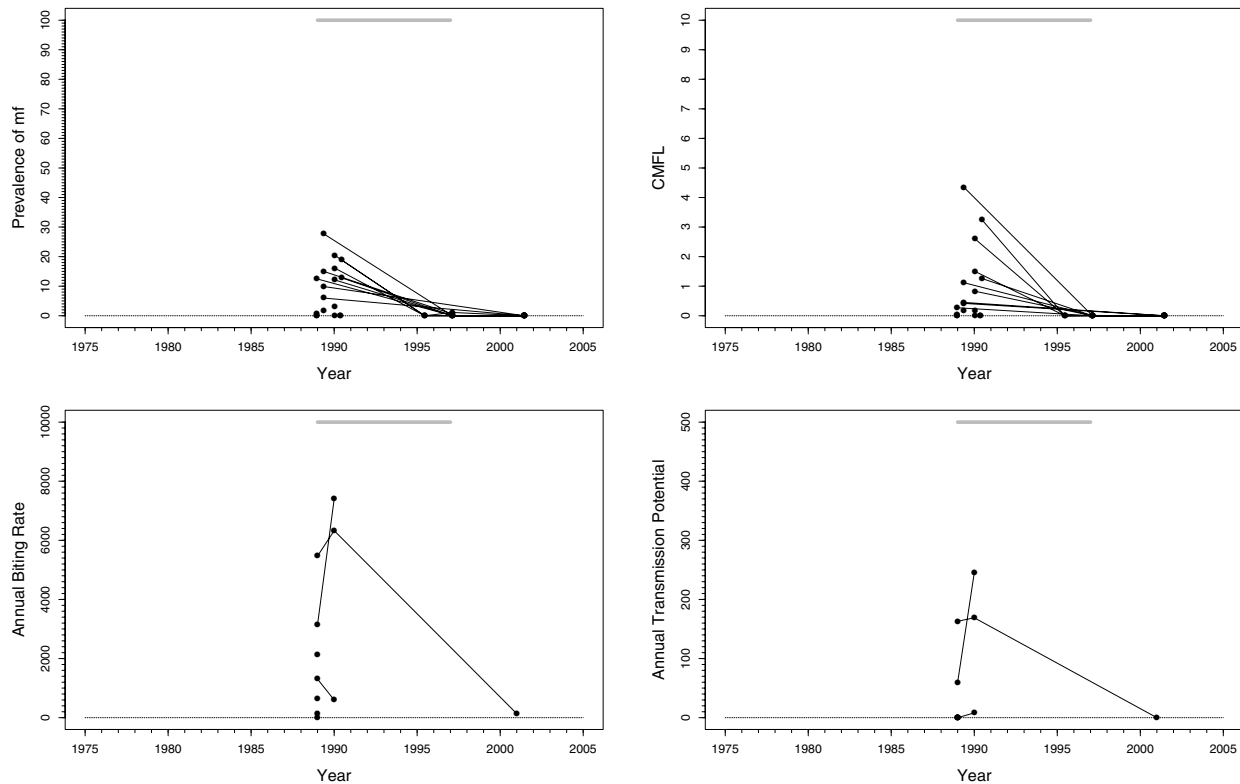 Prevalence of mf
0 10 20 30 40 50 60 70 80 90 100
1975 1980 1985 1990 1995 2000 2005
Year
CMFL
0 1 2 3 4 5 6 7 8 9 10
1975 1980 1985 1990 1995 2000 2005
Year
Annual Biting Rate
0 2000 4000 6000 8000 10000
1975 1980 1985 1990 1995 2000 2005
Year
Annual Transmission Potential
0 100 200 300 400 500
1975 1980 1985 1990 1995 2000 2005
Year